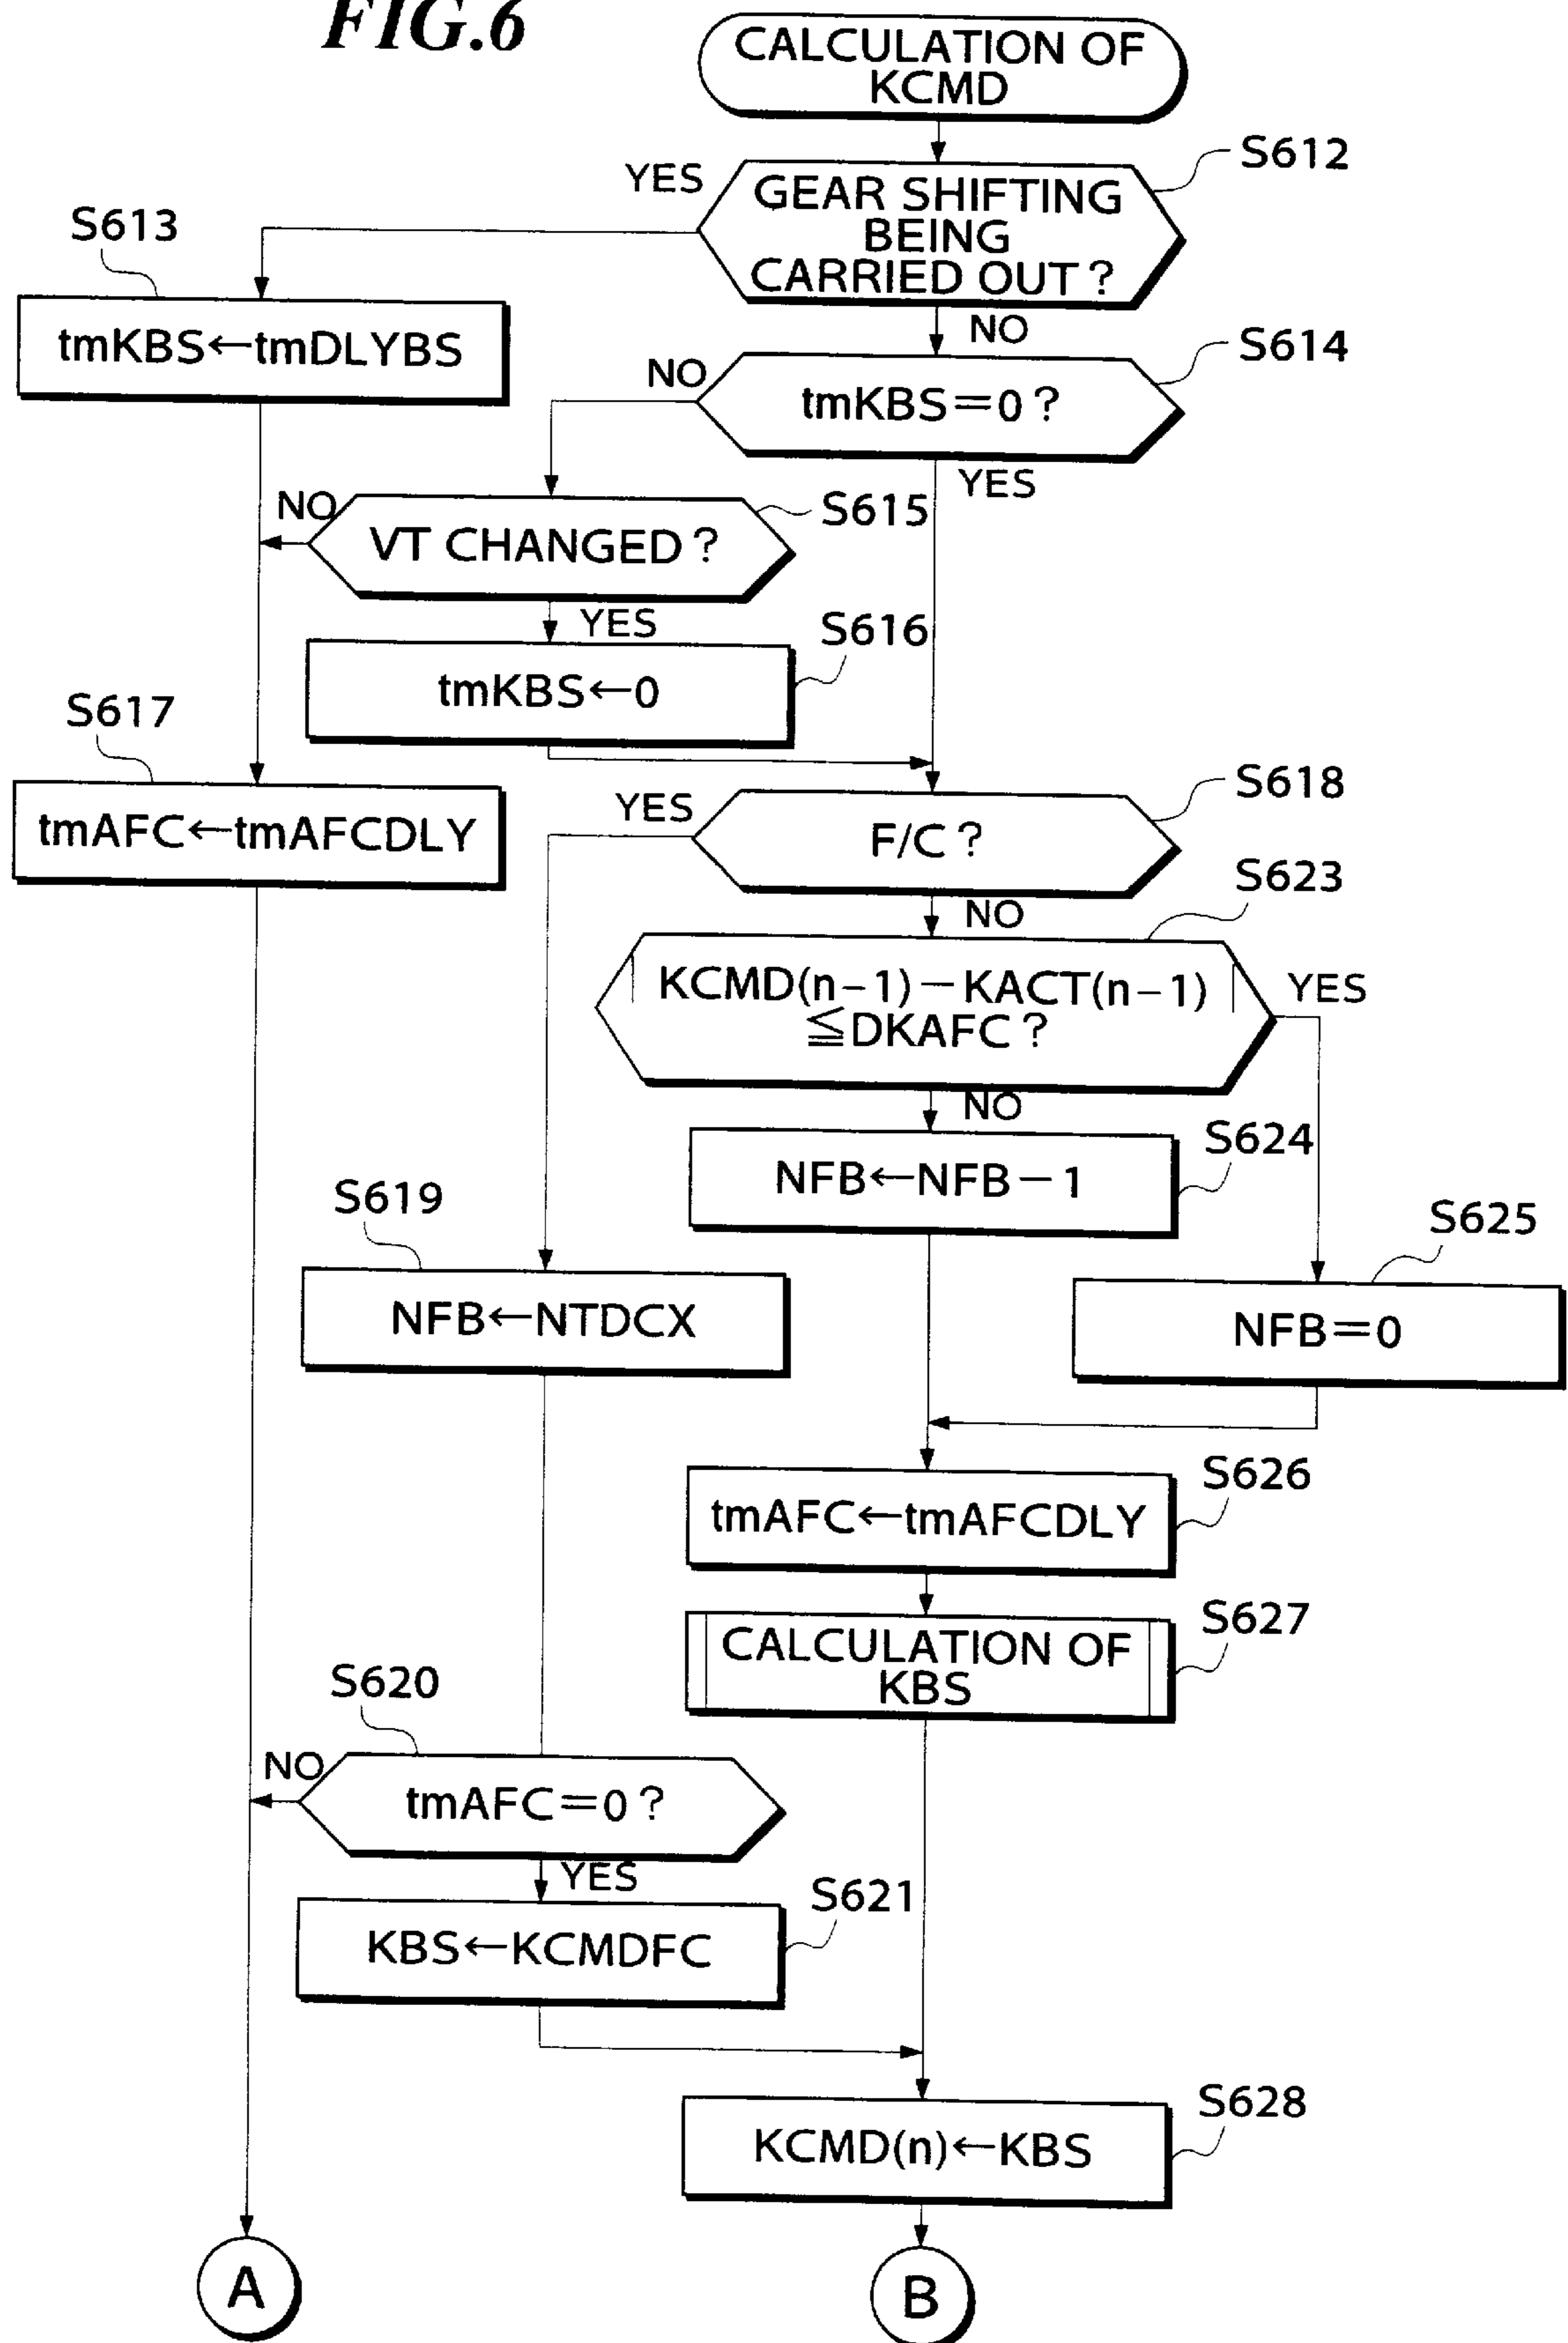 FIG.6
CALCULATION OF
KCMD
S612
YES
GEAR SHIFTING
BEING
CARRIED OUT?
S613
tmKBS←tmDLYBS
NO
S614
NO
tmKBS=0?
YES
S615
NO
VT CHANGED?
YES
S616
tmKBS←0
S617
tmAFC←tmAFCDLY
S618
YES
F/C?
NO
S623
|KCMD(n-1)-KACT(n-1)|
≦DKAFC?
YES
NO
S624
NFB←NFB-1
S619
NFB←NTDCX
S625
NFB=0
S626
tmAFC←tmAFCDLY
S627
CALCULATION OF
KBS
S620
NO
tmAFC=0?
YES
S621
KBS←KCMDFC
S628
KCMD(n)←KBS
A
B